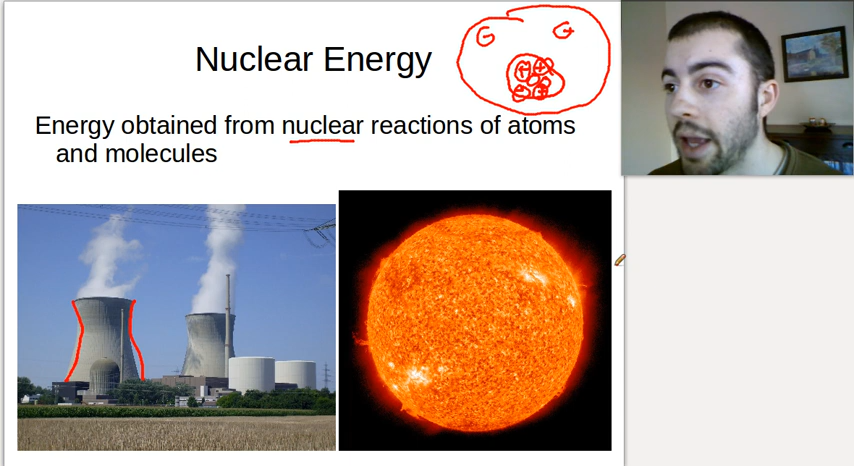 Nuclear Energy
Energy obtained from nuclear reactions of atoms
and molecules